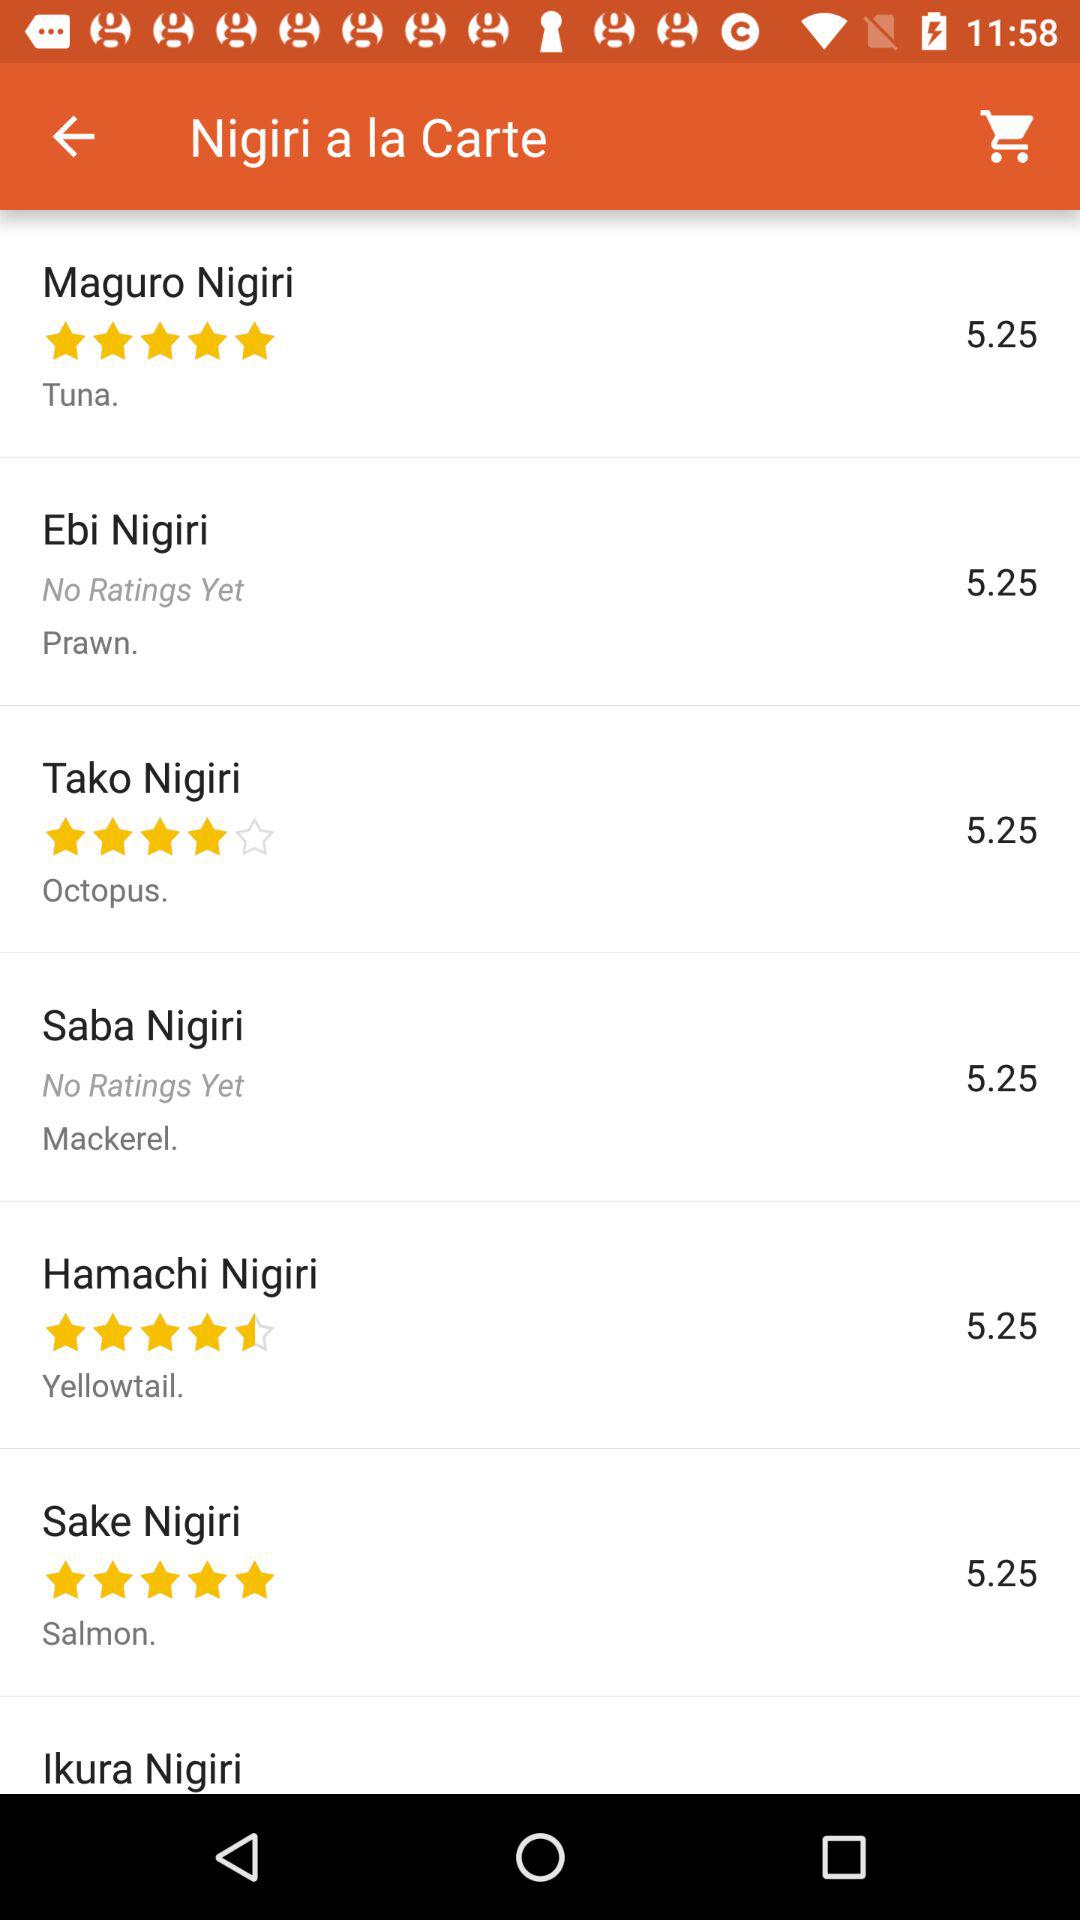 11:58
Nigiri a la Carte
Maguro Nigiri
5.25
Tuna.
Ebi Nigiri
No Ratings Yet
5.25
Prawn.
Tako Nigiri
5.25
Octopus.
Saba Nigiri
No Ratings Yet
5.25
Mackerel.
Hamachi Nigiri
5.25
Yellowtail.
Sake Nigiri
5.25
Salmon.
Ikura Nigiri